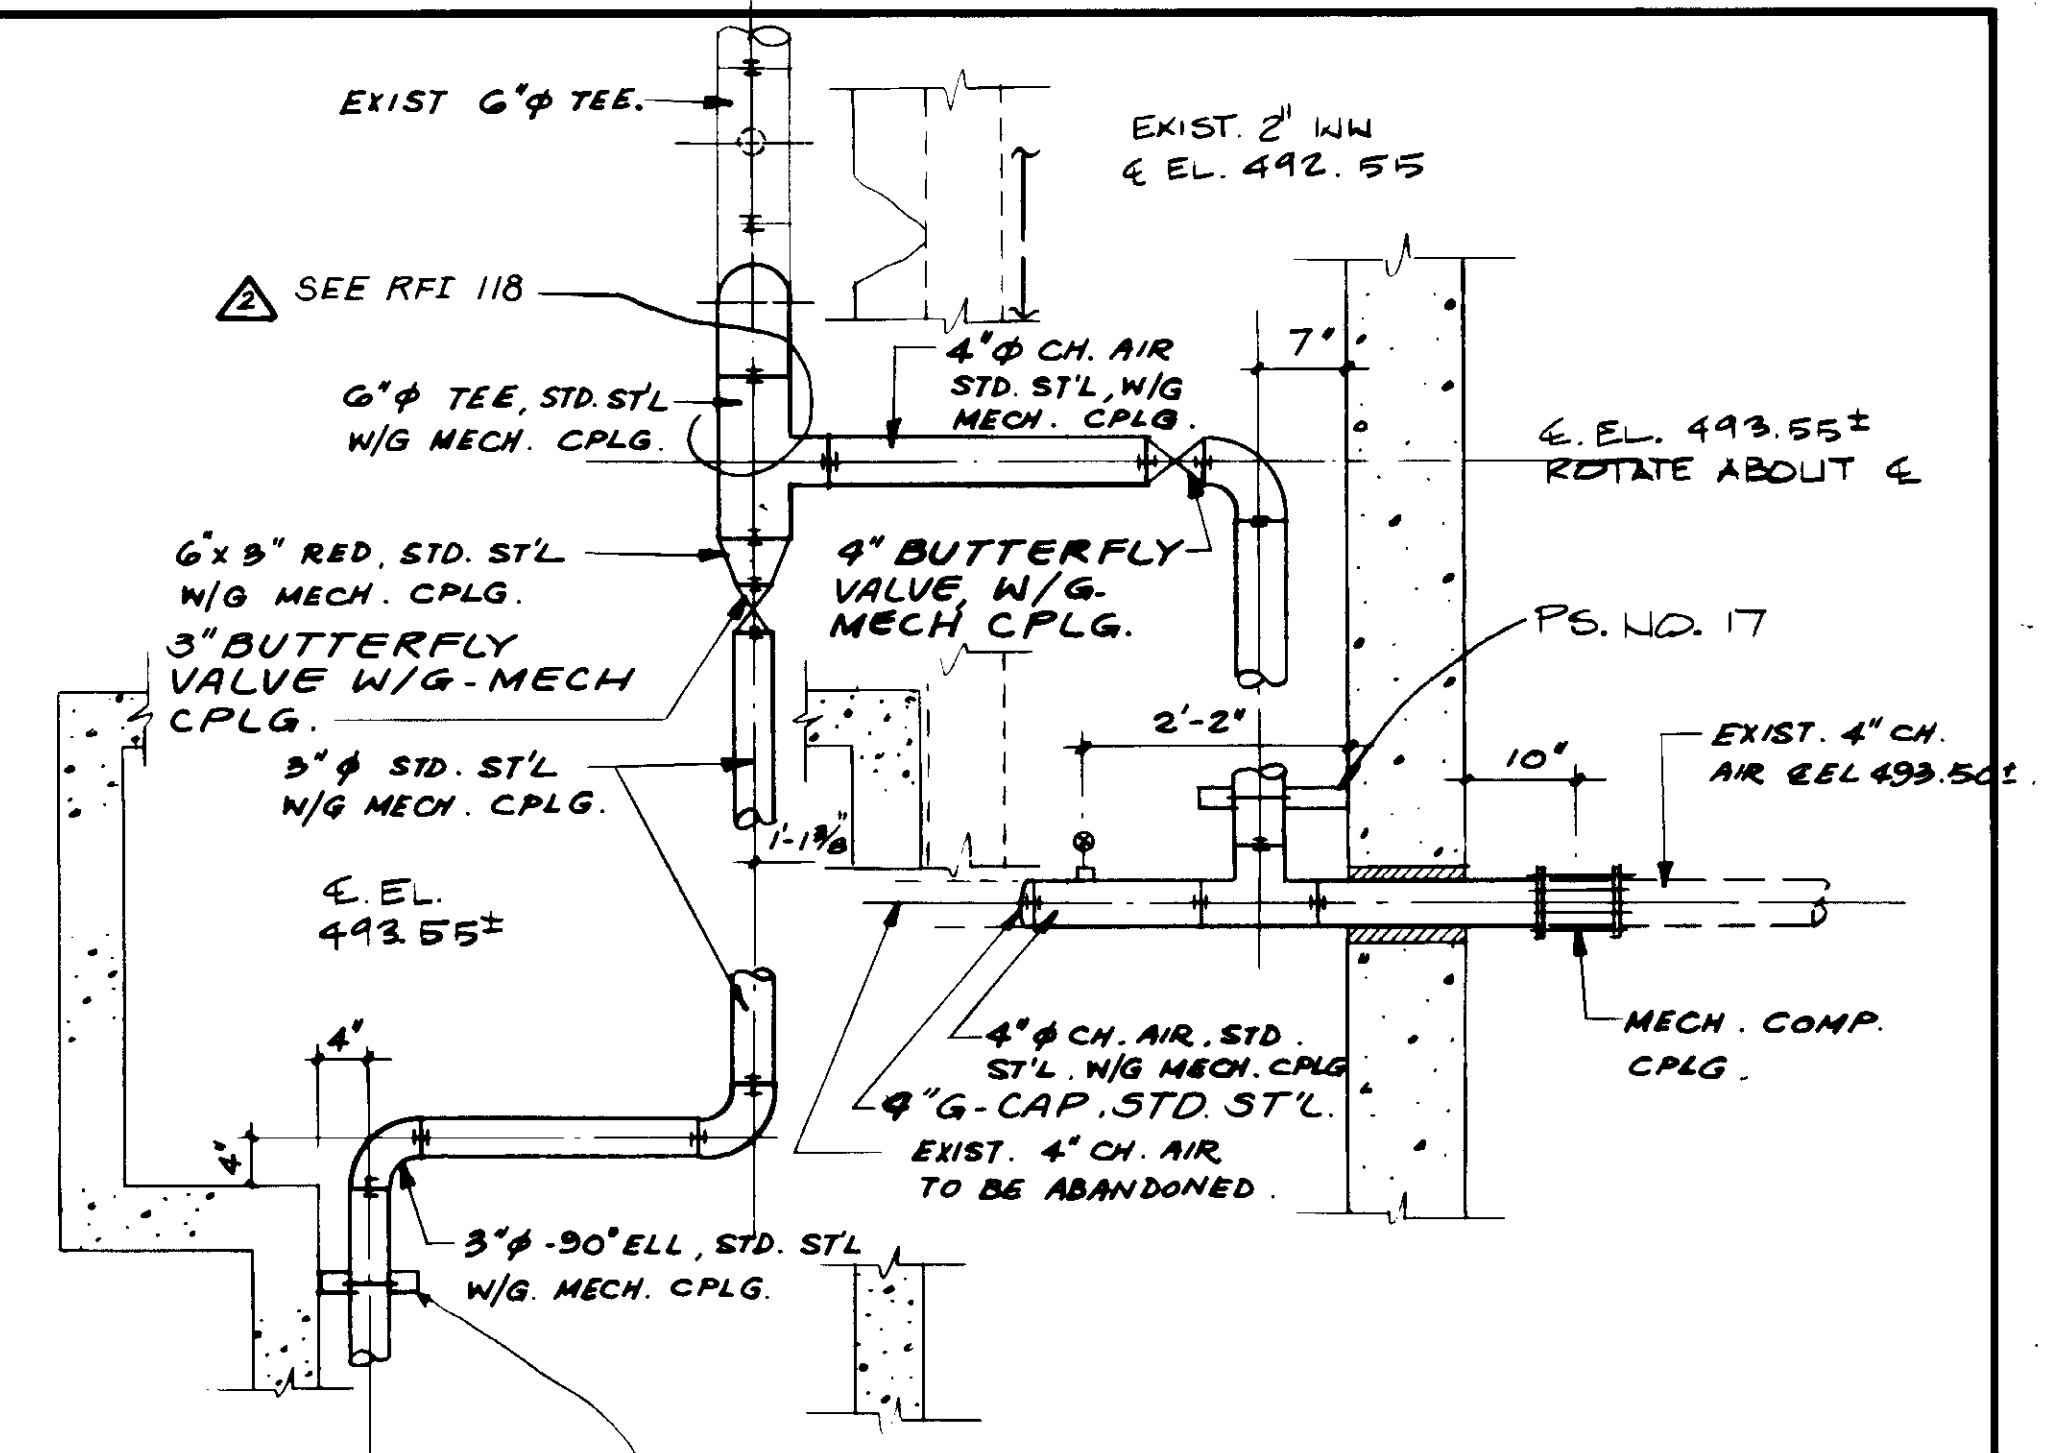 EXIST 6"φ TEE.
EXIST. 2" NW
℄ EL. 492.55
2 SEE RFI 118
4"φ CH. AIR
STD. ST'L, W/G
MECH. CPLG.
7"
6"φ TEE, STD. ST'L
W/G MECH. CPLG.
℄. EL. 493.55±
ROTATE ABOUT ℄
6"x 3" RED, STD. ST'L
W/G MECH. CPLG.
4" BUTTERFLY
VALVE, W/G-
MECH CPLG.
PS. NO. 17
3" BUTTERFLY
VALVE W/G-MECH
CPLG.
2'-2"
10"
EXIST. 4" CH.
AIR ℄ EL 493.50±
3"φ STD. ST'L
W/G MECH. CPLG.
1'-1⅜"
℄. EL.
493.55±
4"
4"φ CH. AIR, STD.
ST'L. W/G MECH. CPLG
MECH. COMP.
CPLG.
4"G-CAP, STD. ST'L.
4"
EXIST. 4" CH. AIR
TO BE ABANDONED.
3"φ-90° ELL, STD. ST'L
W/G. MECH. CPLG.